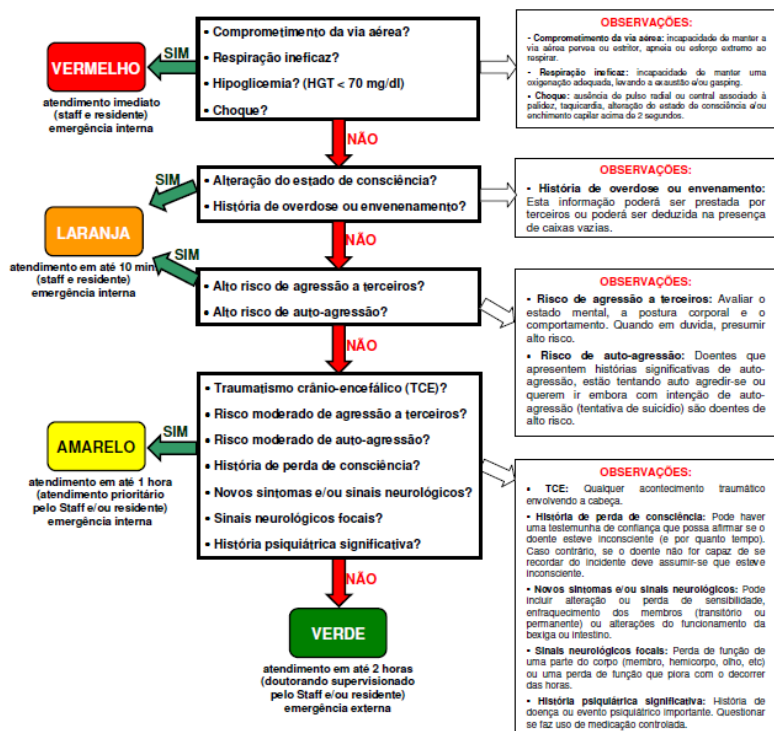 • Comprometimento da via aérea?
• Respiração ineficaz?
• Hipoglicemia? (HGT < 70 mg/dl)
• Choque?
SIM
VERMELHO
atendimento imediato
(staff e residente)
emergência interna
OBSERVAÇÕES:
• Comprometimento da via aérea: incapacidade de manter a
via aérea pervea ou estritor, apneia ou esforço extremo ao
respirar.
• Respiração ineficaz: incapacidade de manter uma
oxigenação adequada, levando a exaustão e/ou gasping.
• Choque: ausência de pulso radial ou central associado à
palidez, taquicardia, alteração do estado de consciência e/ou
enchimento capilar acima de 2 segundos.
NÃO
• Alteração do estado de consciência?
• História de overdose ou envenenamento?
SIM
LARANJA
atendimento em até 10 min
(staff e residente)
emergência interna
OBSERVAÇÕES:
• História de overdose ou envenamento:
Esta informação poderá ser prestada por
terceiros ou poderá ser deduzida na presença
de caixas vazias.
NÃO
SIM
• Alto risco de agressão a terceiros?
• Alto risco de auto-agressão?
OBSERVAÇÕES:
• Risco de agressão a terceiros: Avaliar o
estado mental, a postura corporal e o
comportamento. Quando em duvida, presumir
alto risco.
• Risco de auto-agressão: Doentes que
apresentem histórias significativas de auto-
agressão, estão tentando auto agredir-se ou
querem ir embora com intenção de auto-
agressão (tentativa de suicídio) são doentes de
alto risco.
NÃO
• Traumatismo crânio-encefálico (TCE)?
• Risco moderado de agressão a terceiros?
• Risco moderado de auto-agressão?
• História de perda de consciência?
• Novos sintomas e/ou sinais neurológicos?
• Sinais neurológicos focais?
• História psiquiátrica significativa?
SIM
AMARELO
atendimento em até 1 hora
(atendimento prioritário
pelo Staff e/ou residente)
emergência interna
OBSERVAÇÕES:
• TCE: Qualquer acontecimento traumático
envolvendo a cabeça.
• História de perda de consciência: Pode haver
uma testemunha de confiança que possa afirmar se o
doente esteve inconsciente (e por quanto tempo).
Caso contrário, se o doente não for capaz de se
recordar do incidente deve assumir-se que esteve
inconsciente.
• Novos sintomas e/ou sinais neurológicos: Pode
incluir alteração ou perda de sensibilidade,
enfraquecimento dos membros (transitório ou
permanente) ou alterações do funcionamento da
bexiga ou intestino.
• Sinais neurológicos focais: Perda de função de
uma parte do corpo (membro, hemicorpo, olho, etc)
ou uma perda de função que piora com o decorrer
das horas.
• História psiquiátrica significativa: História de
doença ou evento psiquiátrico importante. Questionar
se faz uso de medicação controlada.
NÃO
VERDE
atendimento em até 2 horas
(doutorando supervisionado
pelo Staff e/ou residente)
emergência externa